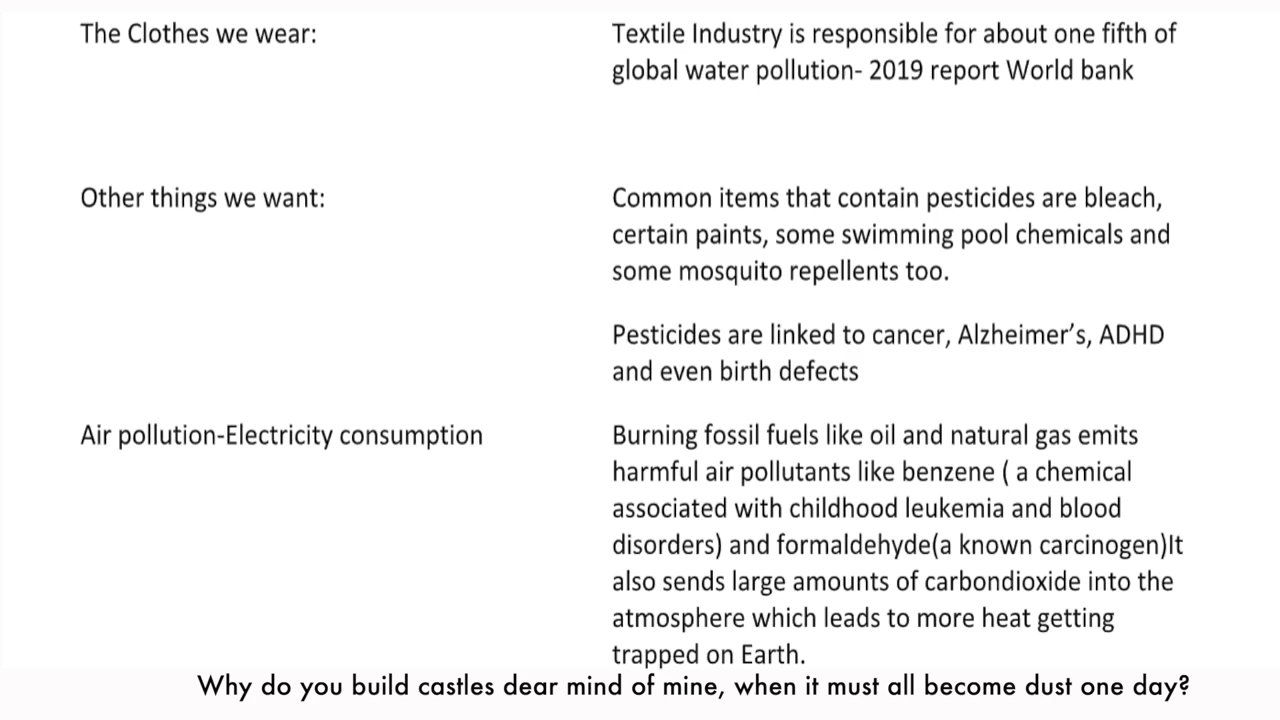 The Clothes we wear:
Textile Industry is responsible for about one fifth of
global water pollution- 2019 report World bank
Other things we want:
Common items that contain pesticides are bleach,
certain paints, some swimming pool chemicals and
some mosquito repellents too.
Pesticides are linked to cancer, Alzheimer’s, ADHD
and even birth defects
Air pollution-Electricity consumption
Burning fossil fuels like oil and natural gas emits
harmful air pollutants like benzene ( a chemical
associated with childhood leukemia and blood
disorders) and formaldehyde(a known carcinogen)It
also sends large amounts of carbondioxide into the
atmosphere which leads to more heat getting
trapped on Earth.
Why do you build castles dear mind of mine, when it must all become dust one day?